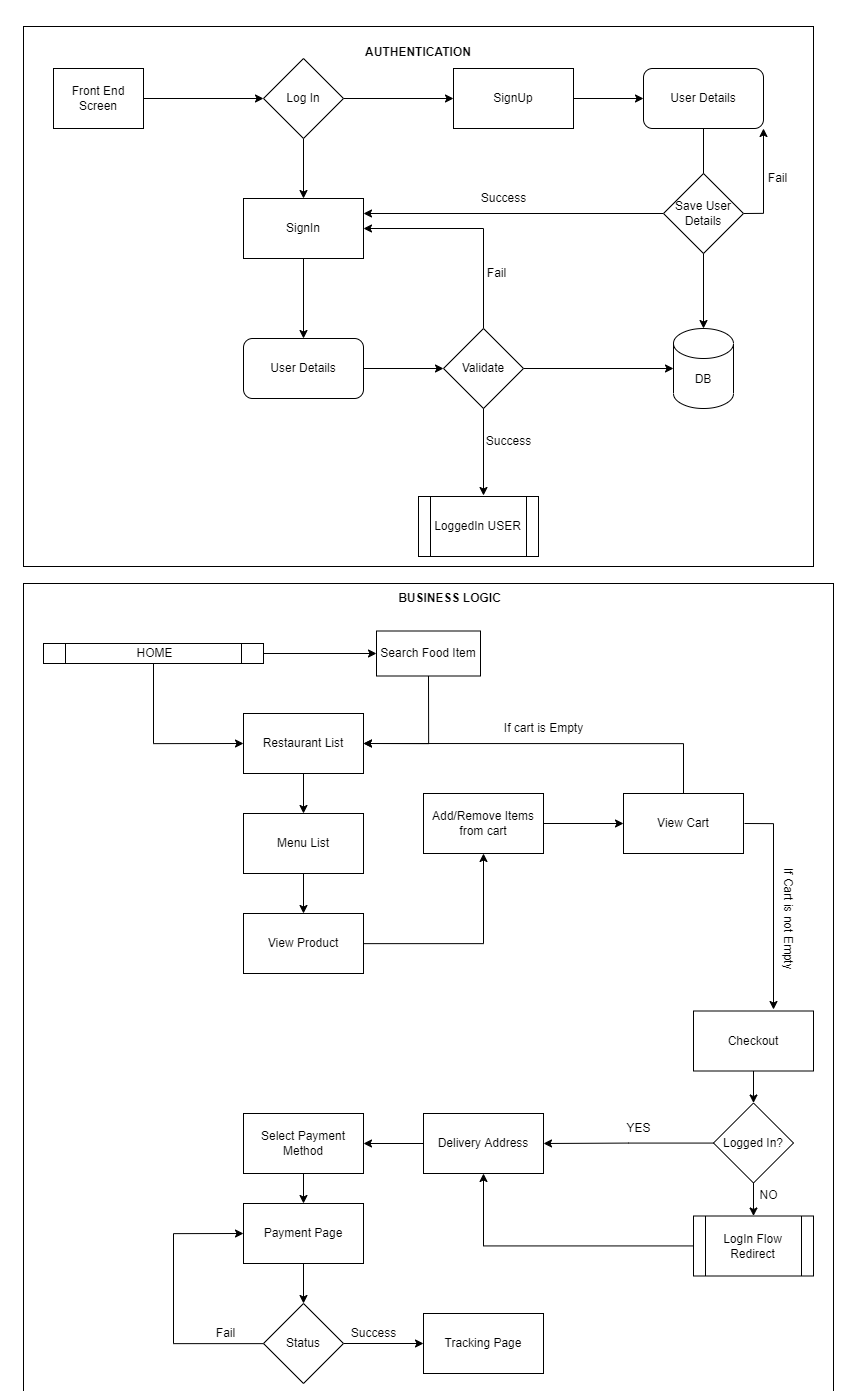 AUTHENTICATION
Front End
Screen
Log In
SignUp
User Details
Fail
Success
Save User
Details
SignIn
Fail
User Details
Validate
DB
Success
LoggedIn USER
BUSINESS LOGIC
HOME
Search Food Item
If cart is Empty
Restaurant List
Add/Remove Items
from cart
View Cart
Menu List
If Cart is not Empty
View Product
Checkout
YES
Select Payment
Method
Delivery Address
Logged In?
NO
Payment Page
LogIn Flow
Redirect
Fail
Status
Success
Tracking Page